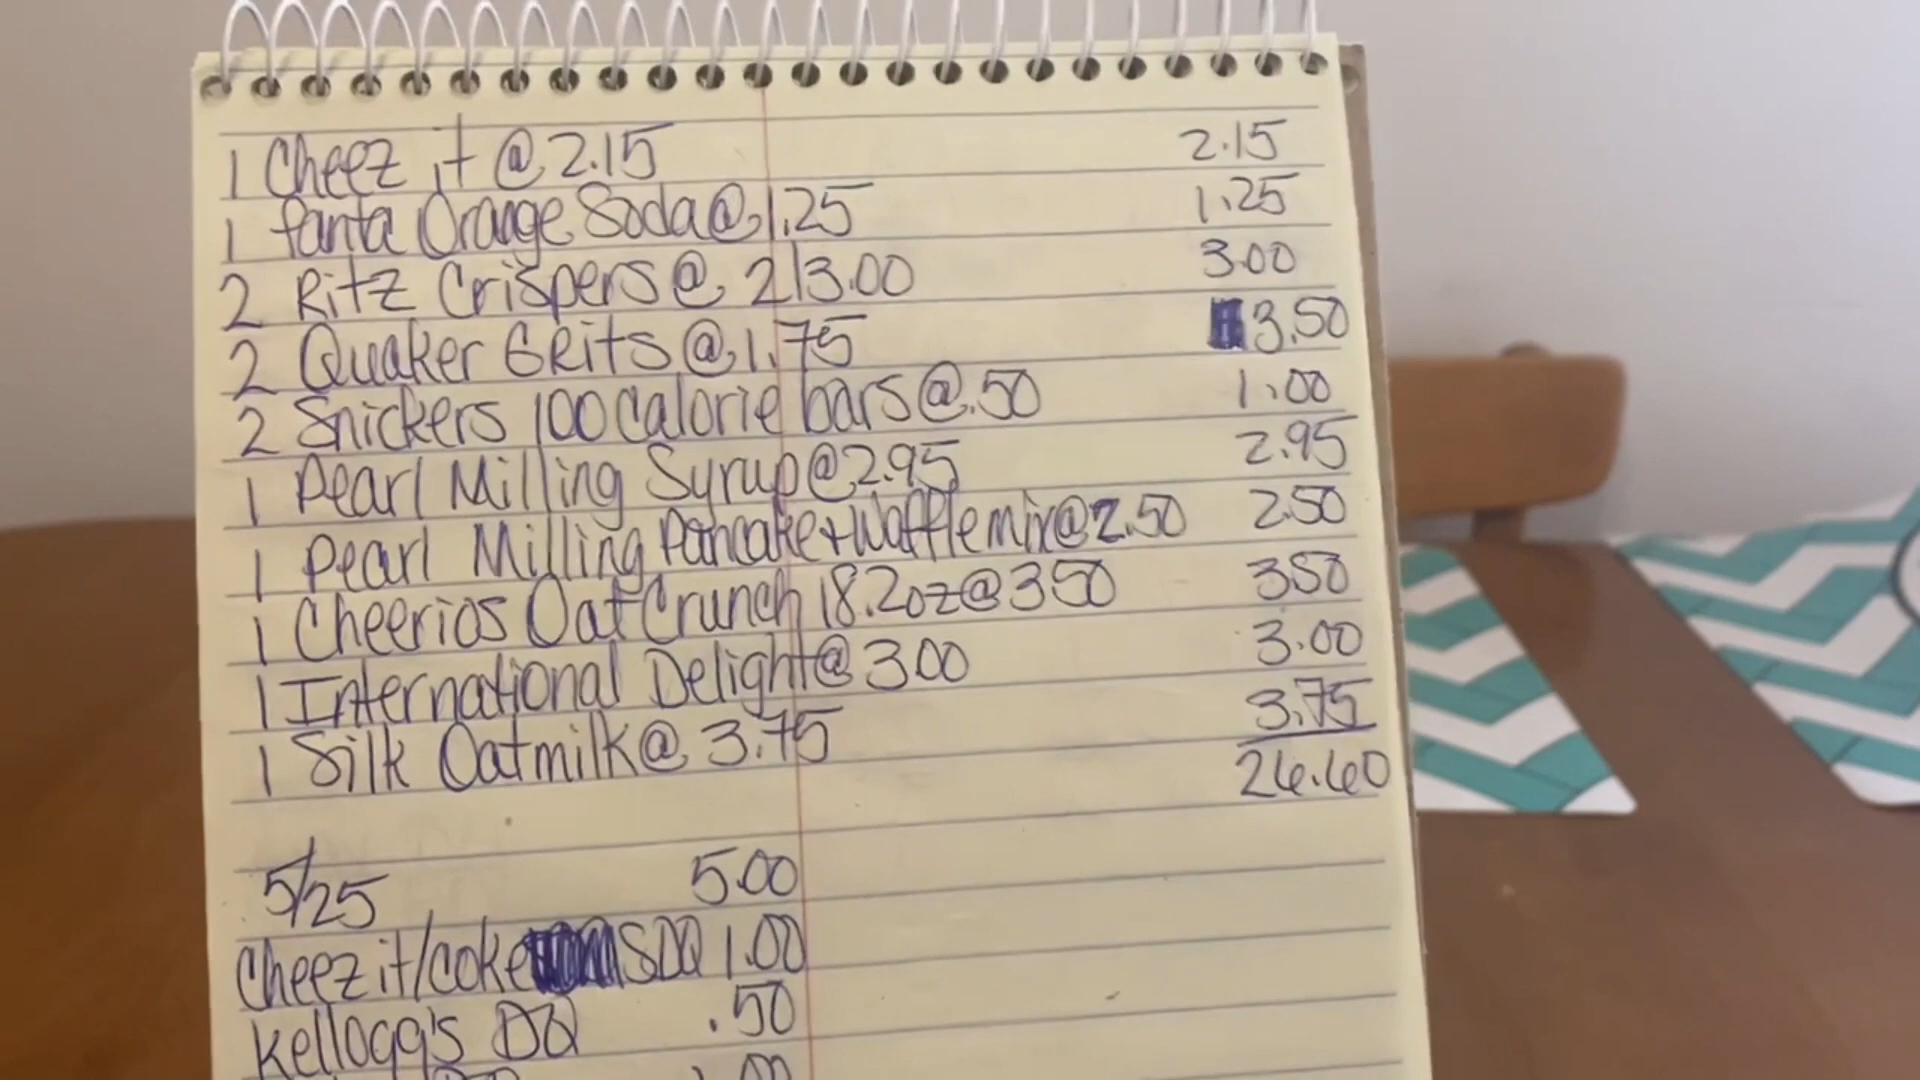 1 Cheez it @ 2.15 2.15
1 Fanta Orange Soda @ 1.25 1.25
2 Ritz Crispers @ 2/3.00 3.00
2 Quaker Grits @ 1.75 3.50
2 Snickers 100 Calorie bars @ .50 1.00
1 Pearl Milling Syrup @ 2.95 2.95
1 Pearl Milling Pancake + Waffle mix @ 2.50 2.50
1 Cheerios Oat Crunch 18.2oz @ 350 350
1 International Delight @ 3.00 3.00
1 Silk Oatmilk @ 3.75 3.75
26.60
5/25 5.00
Cheez it/coke SDQ 1.00
Kellogg's DQ .50